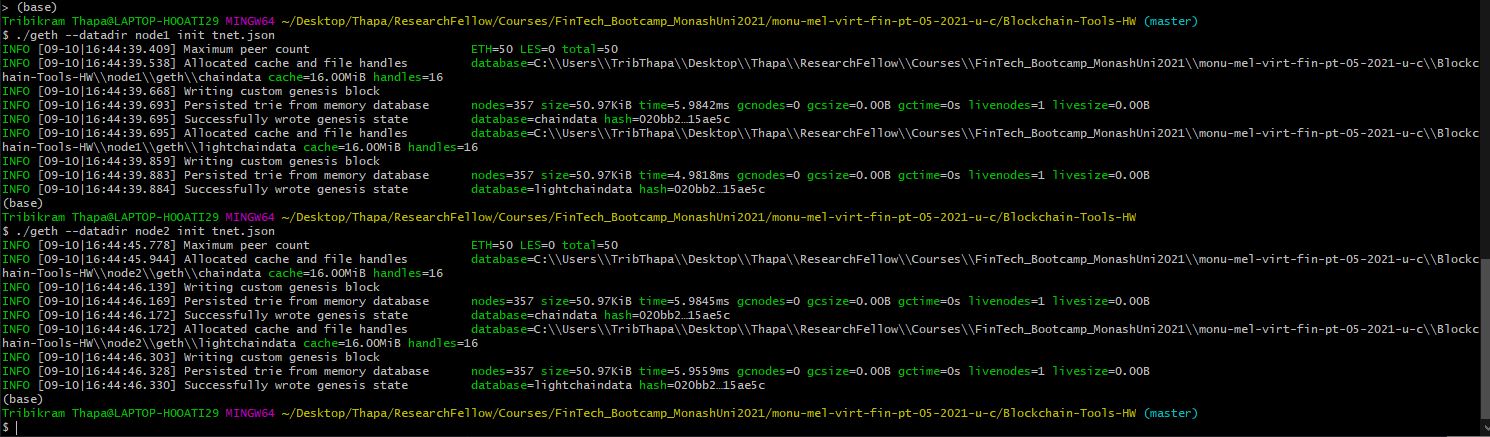 > (base)
Tribikram Thapa@LAPTOP-HOOATI29 MINGW64 ~/Desktop/Thapa/ResearchFellow/Courses/FinTech_Bootcamp_MonashUni2021/monu-mel-virt-fin-pt-05-2021-u-c/Blockchain-Tools-HW (master)
$ ./geth --datadir node1 init tnet.json
INFO [09-10|16:44:39.409] Maximum peer count                       ETH=50 LES=0 total=50
INFO [09-10|16:44:39.538] Allocated cache and file handles         database=C:\\Users\\TribThapa\\Desktop\\Thapa\\ResearchFellow\\Courses\\FinTech_Bootcamp_MonashUni2021\\monu-mel-virt-fin-pt-05-2021-u-c\\Blockc
hain-Tools-HW\\node1\\geth\\chaindata cache=16.00MiB handles=16
INFO [09-10|16:44:39.668] Writing custom genesis block
INFO [09-10|16:44:39.693] Persisted trie from memory database      nodes=357 size=50.97KiB time=5.9842ms gcnodes=0 gcsize=0.00B gctime=0s livenodes=1 livesize=0.00B
INFO [09-10|16:44:39.695] Successfully wrote genesis state         database=chaindata hash=020bb2…15ae5c
INFO [09-10|16:44:39.695] Allocated cache and file handles         database=C:\\Users\\TribThapa\\Desktop\\Thapa\\ResearchFellow\\Courses\\FinTech_Bootcamp_MonashUni2021\\monu-mel-virt-fin-pt-05-2021-u-c\\Blockc
hain-Tools-HW\\node1\\geth\\lightchaindata cache=16.00MiB handles=16
INFO [09-10|16:44:39.859] Writing custom genesis block
INFO [09-10|16:44:39.883] Persisted trie from memory database      nodes=357 size=50.97KiB time=4.9818ms gcnodes=0 gcsize=0.00B gctime=0s livenodes=1 livesize=0.00B
INFO [09-10|16:44:39.884] Successfully wrote genesis state         database=lightchaindata hash=020bb2…15ae5c
(base)
Tribikram Thapa@LAPTOP-HOOATI29 MINGW64 ~/Desktop/Thapa/ResearchFellow/Courses/FinTech_Bootcamp_MonashUni2021/monu-mel-virt-fin-pt-05-2021-u-c/Blockchain-Tools-HW
$ ./geth --datadir node2 init tnet.json
INFO [09-10|16:44:45.778] Maximum peer count                       ETH=50 LES=0 total=50
INFO [09-10|16:44:45.944] Allocated cache and file handles         database=C:\\Users\\TribThapa\\Desktop\\Thapa\\ResearchFellow\\Courses\\FinTech_Bootcamp_MonashUni2021\\monu-mel-virt-fin-pt-05-2021-u-c\\Blockc
hain-Tools-HW\\node2\\geth\\chaindata cache=16.00MiB handles=16
INFO [09-10|16:44:46.139] Writing custom genesis block
INFO [09-10|16:44:46.169] Persisted trie from memory database      nodes=357 size=50.97KiB time=5.9845ms gcnodes=0 gcsize=0.00B gctime=0s livenodes=1 livesize=0.00B
INFO [09-10|16:44:46.172] Successfully wrote genesis state         database=chaindata hash=020bb2…15ae5c
INFO [09-10|16:44:46.172] Allocated cache and file handles         database=C:\\Users\\TribThapa\\Desktop\\Thapa\\ResearchFellow\\Courses\\FinTech_Bootcamp_MonashUni2021\\monu-mel-virt-fin-pt-05-2021-u-c\\Blockc
hain-Tools-HW\\node2\\geth\\lightchaindata cache=16.00MiB handles=16
INFO [09-10|16:44:46.303] Writing custom genesis block
INFO [09-10|16:44:46.328] Persisted trie from memory database      nodes=357 size=50.97KiB time=5.9559ms gcnodes=0 gcsize=0.00B gctime=0s livenodes=1 livesize=0.00B
INFO [09-10|16:44:46.330] Successfully wrote genesis state         database=lightchaindata hash=020bb2…15ae5c
(base)
Tribikram Thapa@LAPTOP-HOOATI29 MINGW64 ~/Desktop/Thapa/ResearchFellow/Courses/FinTech_Bootcamp_MonashUni2021/monu-mel-virt-fin-pt-05-2021-u-c/Blockchain-Tools-HW (master)
$